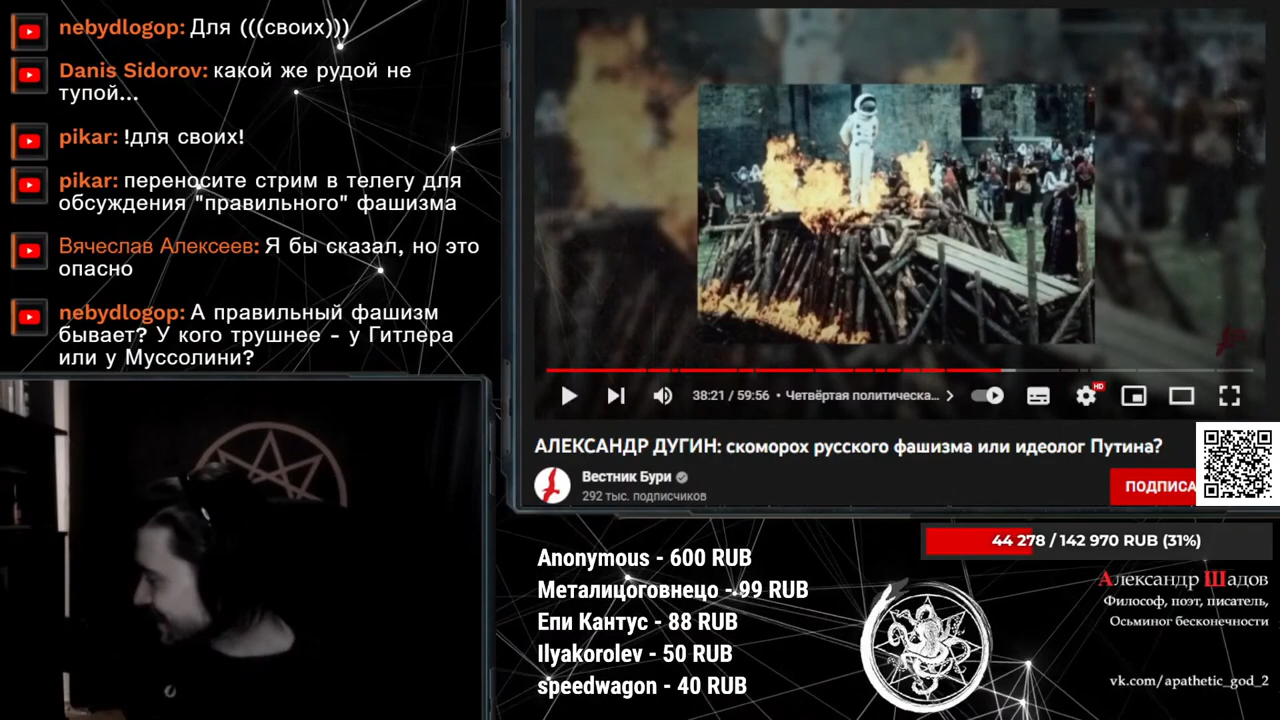 nebydlogop: Для (((своих)))
Danis Sidorov: какой же рудой не
тупой...
pikar: !для своих!
pikar: переносите стрим в телегу для
обсуждения "правильного" фашизма
Вячеслав Алексеев: Я бы сказал, но это
опасно
nebydlogop: А правильный фашизм
бывает? У кого трушнее - у Гитлера
или у Муссолини?
38:21 / 59:56 • Четвёртая политическа...
HD
АЛЕКСАНДР ДУГИН: скоморох русского фашизма или идеолог Путина?
Вестник Бури
292 тыс. подписчиков
ПОДПИСА
44 278 / 142 970 RUB (31%)
Anonymous - 600 RUB
Металицоговнецо - 99 RUB
Епи Кантус - 88 RUB
Ilyakorolev - 50 RUB
speedwagon - 40 RUB
Александр Шадов
Философ, поэт, писатель,
Осьминог бесконечности
vk.com/apathetic_god_2